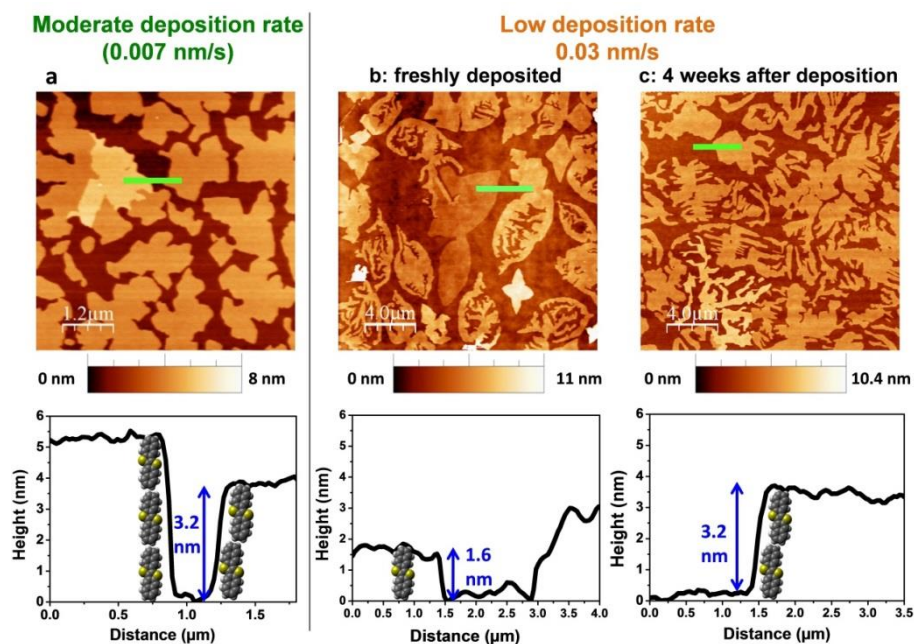 Moderate deposition rate
(0.007 nm/s)
Low deposition rate
0.03 nm/s
a
b: freshly deposited
c: 4 weeks after deposition
1.2µm
4.0µm
4.0µm
0 nm
8 nm
0 nm
11 nm
0 nm
10.4 nm
6
5
4
3
2
1
0
Height (nm)
3.2
nm
0.0
0.5
1.0
1.5
Distance (µm)
6
5
4
3
2
1
0
Height (nm)
1.6
nm
0.0
0.5
1.0
1.5
2.0
2.5
3.0
3.5
4.0
Distance (µm)
6
5
4
3
2
1
0
Height (nm)
3.2
nm
0.0
0.5
1.0
1.5
2.0
2.5
3.0
3.5
Distance (µm)